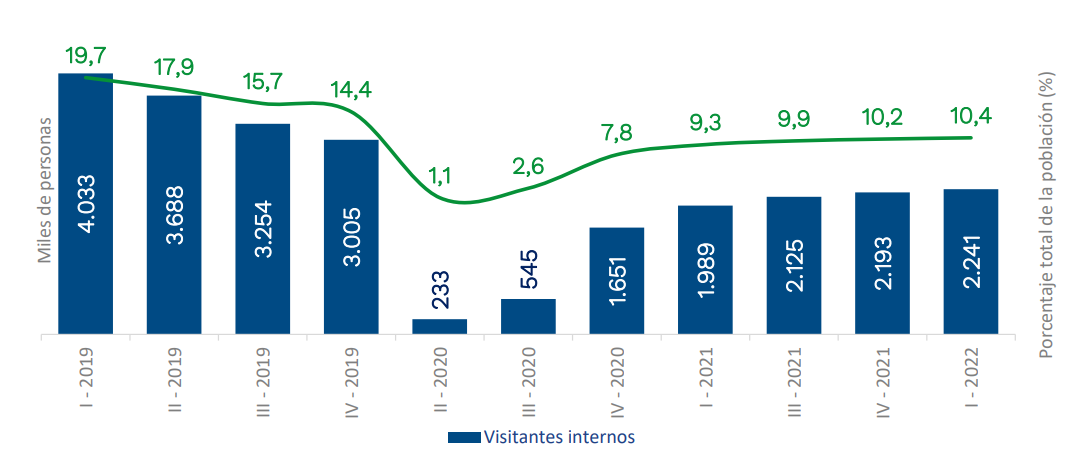 19,7
17,9
15,7
14,4
1,1
2,6
7,8
9,3
9,9
10,2
10,4
Miles de personas
4.033
3.688
3.254
3.005
233
545
1.651
1.989
2.125
2.193
2.241
Porcentaje total de la población (%)
I - 2019
II - 2019
III - 2019
IV - 2019
II - 2020
III - 2020
IV - 2020
I - 2021
III - 2021
IV - 2021
I - 2022
Visitantes internos